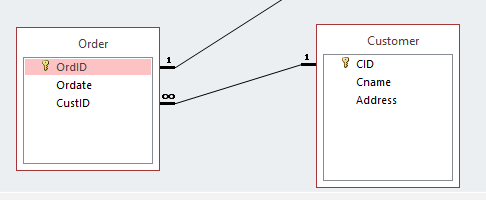 Order
OrdID
Ordate
CustID
1
∞
Customer
CID
Cname
Address
1